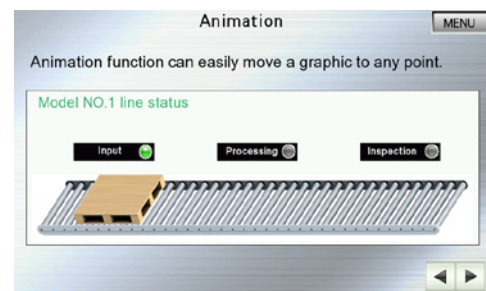 Animation
MENU
Animation function can easily move a graphic to any point.
Model NO.1 line status
Input
Processing
Inspection